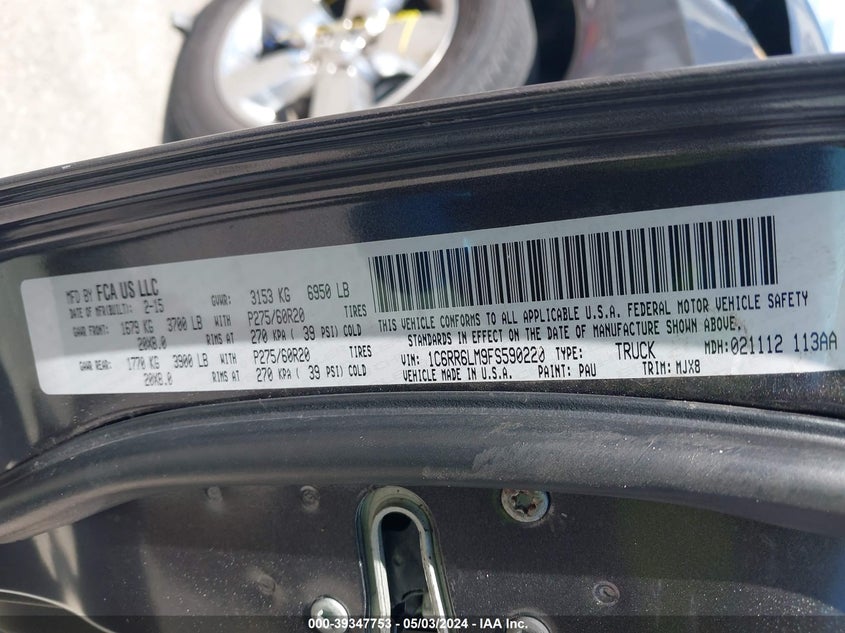 MFD BY FCA US LLC
DATE OF MFR(BUILT): 2-15 GVWR: 3153 KG 6950 LB
GAWR FRONT: 1679 KG 3700 LB P275/60R20 TIRES
20X8.0 RIMS AT 270 KPA ( 39 PSI) COLD
GAWR REAR: 1770 KG 3900 LB P275/60R20 TIRES
20X8.0 RIMS AT 270 KPA ( 39 PSI) COLD
THIS VEHICLE CONFORMS TO ALL APPLICABLE U.S.A. FEDERAL MOTOR VEHICLE SAFETY
STANDARDS IN EFFECT ON THE DATE OF MANUFACTURE SHOWN ABOVE.
VIN: 1C6RR6LM9FS590220 TYPE: TRUCK MDH: 021112 113AA
VEHICLE MADE IN U.S.A. PAINT: PAU TRIM: MJX8
000-39347753 - 05/03/2024 - IAA Inc.